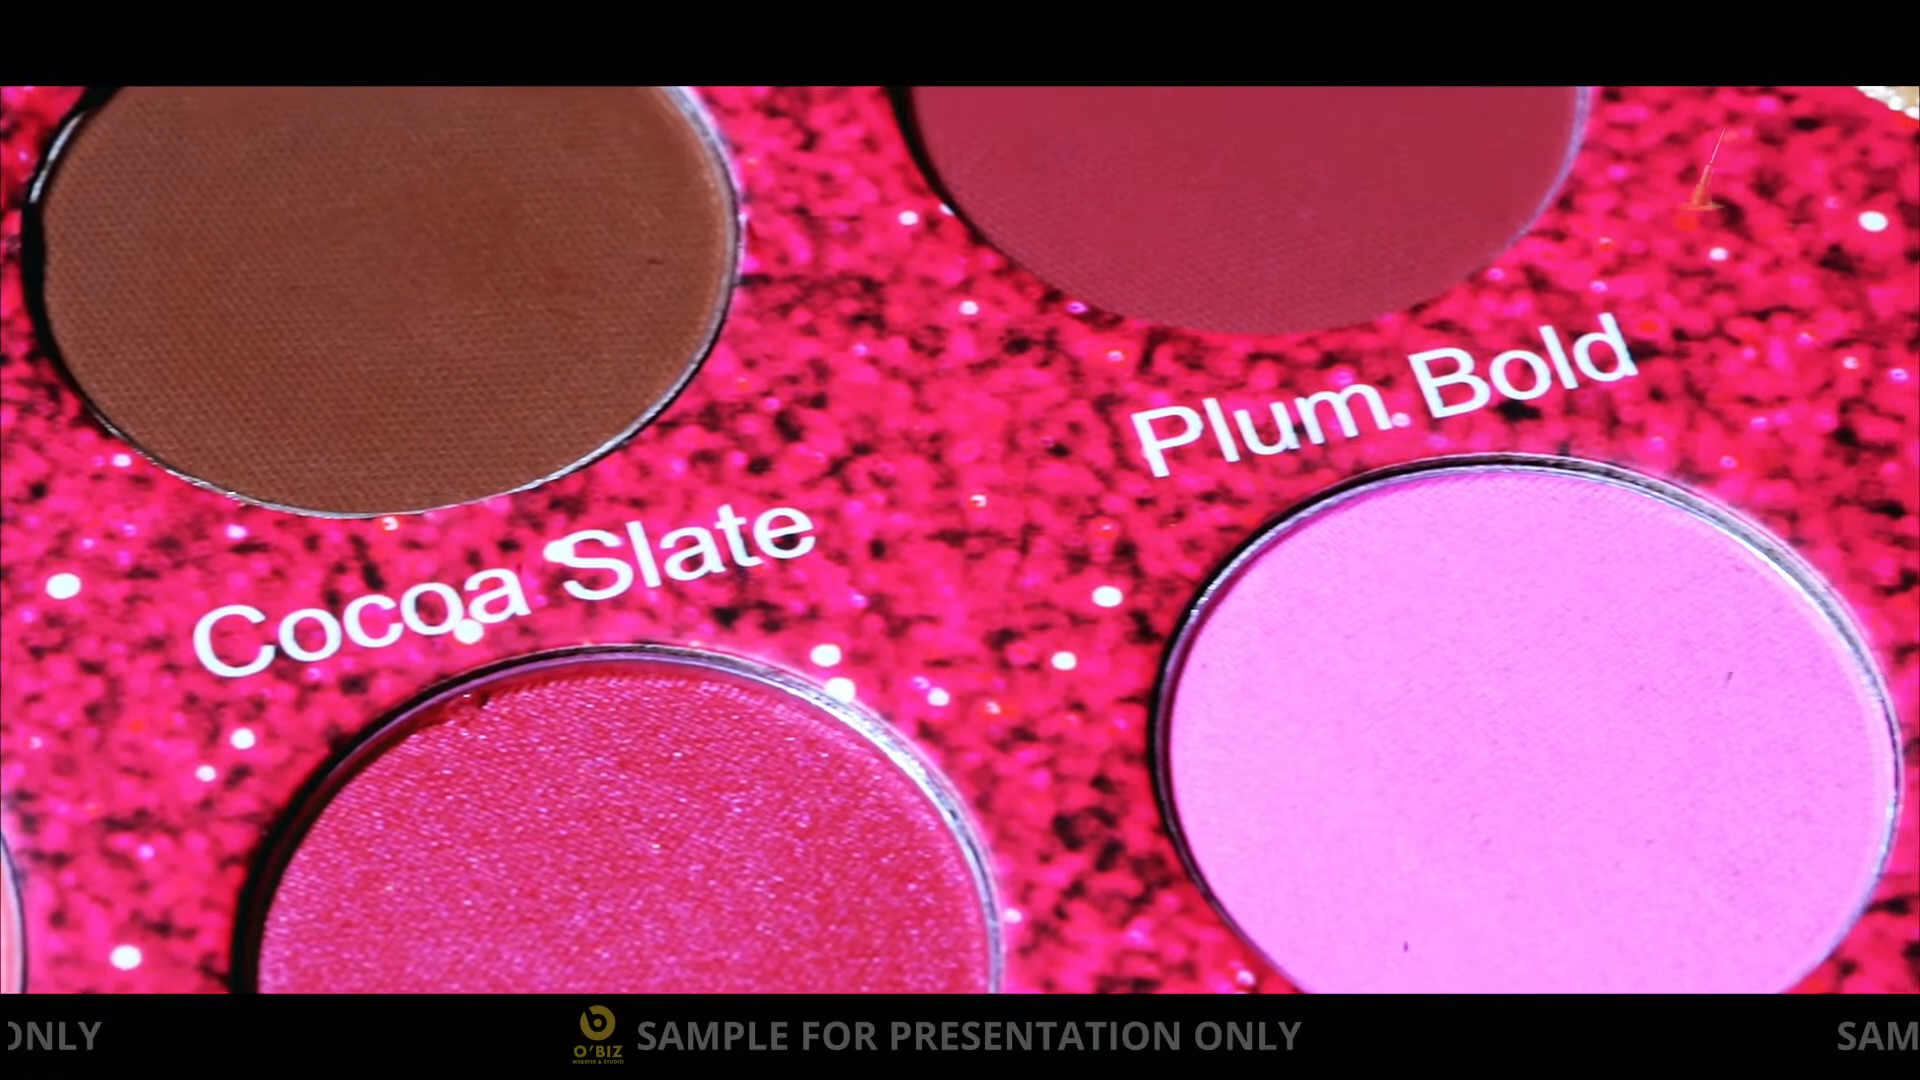 Plum Bold
Cocoa Slate
ONLY
O'BIZ
SAMPLE FOR PRESENTATION ONLY
SAM